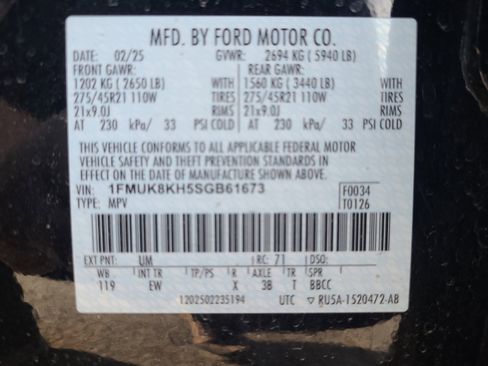 MFD. BY FORD MOTOR CO.
DATE: 02/25 GVWR: 2694 KG ( 5940 LB)
FRONT GAWR: REAR GAWR:
1202 KG ( 2650 LB) WITH 1560 KG ( 3440 LB) WITH
275/45R21 110W TIRES 275/45R21 110W TIRES
21x9.0J RIMS 21x9.0J RIMS
AT 230 kPa/ 33 PSI COLD AT 230 kPa/ 33 PSI COLD
THIS VEHICLE CONFORMS TO ALL APPLICABLE FEDERAL MOTOR
VEHICLE SAFETY AND THEFT PREVENTION STANDARDS IN
EFFECT ON THE DATE OF MANUFACTURE SHOWN ABOVE.
VIN: 1FMUK8KH5SGB61673 F0034
TYPE: MPV T0126
EXT PNT: UM RC: 71 DSO:
WB INT TR TP/PS R AXLE TR SPR
119 EW X 3B T BBCC
1202502235194 UTC ▽ RU5A-1520472-AB